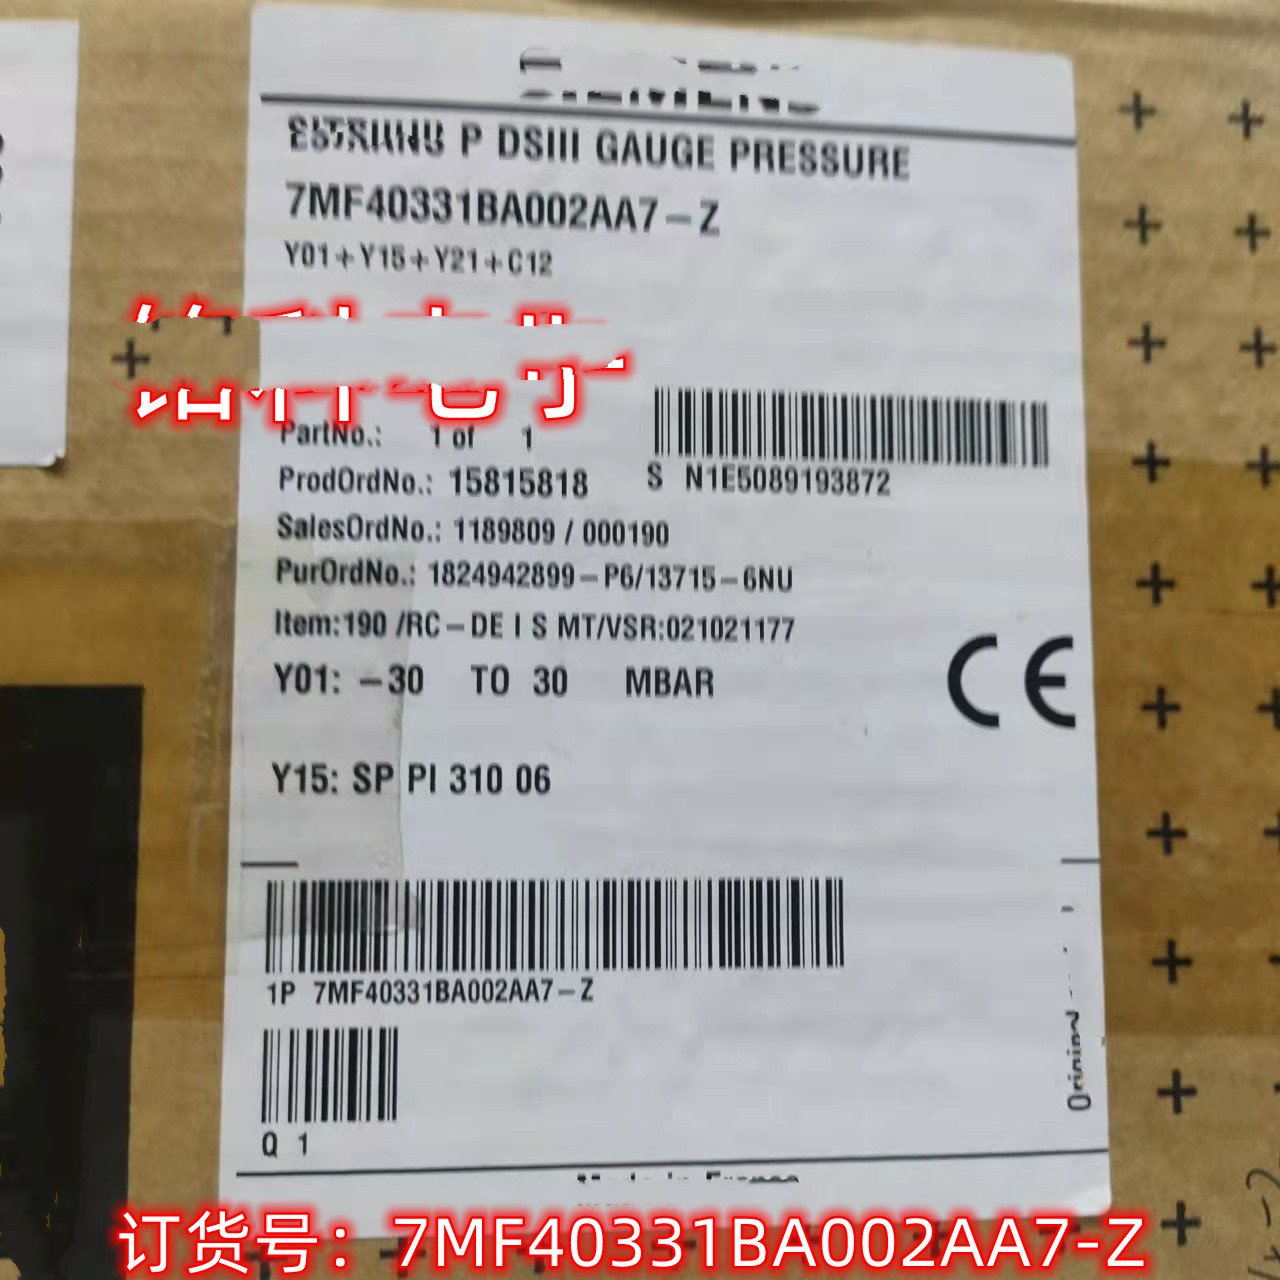 P DSIII GAUGE PRESSURE
7MF40331BA002AA7-Z
Y01+Y15+Y21+C12
PartNo.: 1 of 1
S N1E5089193872
ProdOrdNo.: 15815818
SalesOrdNo.: 1189809 / 000190
PurOrdNo.: 1824942899-P6/13715-6NU
Item:190 /RC-DE I S MT/VSR:021021177
Y01: -30 TO 30 MBAR
CE
Y15: SP PI 310 06
1P 7MF40331BA002AA7-Z
Q 1
订货号：7MF40331BA002AA7-Z